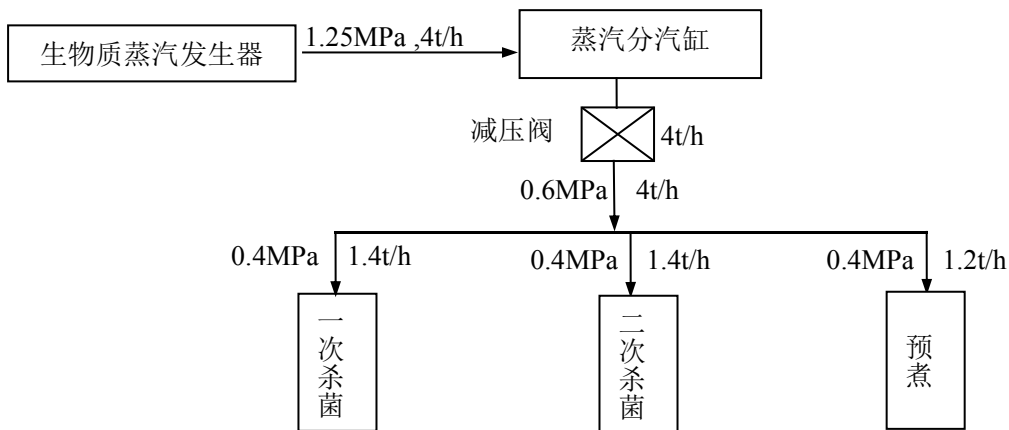 生物质蒸汽发生器
1.25MPa ,4t/h
蒸汽分汽缸
减压阀
4t/h
0.6MPa 4t/h
0.4MPa 1.4t/h
0.4MPa 1.4t/h
0.4MPa 1.2t/h
一次杀菌
二次杀菌
预煮